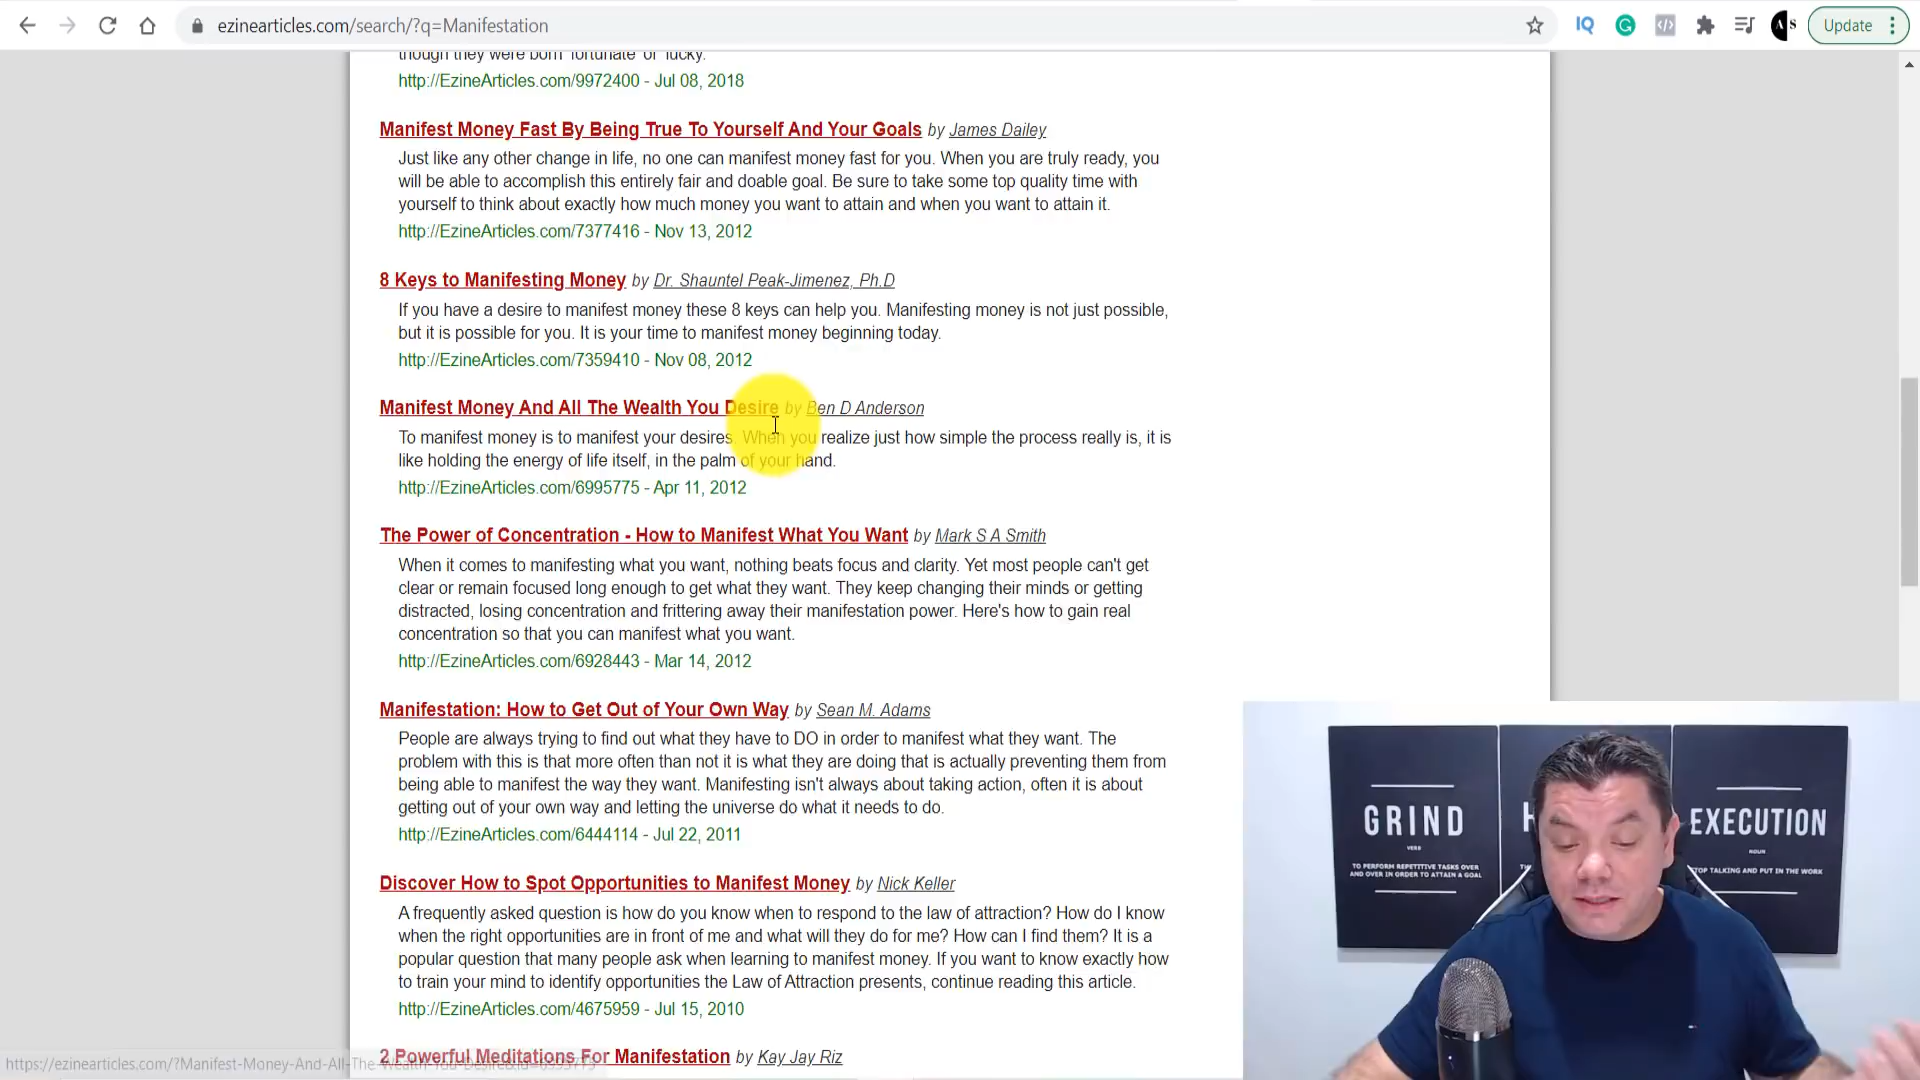 ezinearticles.com/search/?q=Manifestation
Update
though they were born 'fortunate' or 'lucky.'
http://EzineArticles.com/9972400 - Jul 08, 2018
Manifest Money Fast By Being True To Yourself And Your Goals by James Dailey
Just like any other change in life, no one can manifest money fast for you. When you are truly ready, you
will be able to accomplish this entirely fair and doable goal. Be sure to take some top quality time with
yourself to think about exactly how much money you want to attain and when you want to attain it.
http://EzineArticles.com/7377416 - Nov 13, 2012
8 Keys to Manifesting Money by Dr. Shauntel Peak-Jimenez, Ph.D
If you have a desire to manifest money these 8 keys can help you. Manifesting money is not just possible,
but it is possible for you. It is your time to manifest money beginning today.
http://EzineArticles.com/7359410 - Nov 08, 2012
Manifest Money And All The Wealth You Desire by Ben D Anderson
To manifest money is to manifest your desires. When you realize just how simple the process really is, it is
like holding the energy of life itself, in the palm of your hand.
http://EzineArticles.com/6995775 - Apr 11, 2012
The Power of Concentration - How to Manifest What You Want by Mark S A Smith
When it comes to manifesting what you want, nothing beats focus and clarity. Yet most people can't get
clear or remain focused long enough to get what they want. They keep changing their minds or getting
distracted, losing concentration and frittering away their manifestation power. Here's how to gain real
concentration so that you can manifest what you want.
http://EzineArticles.com/6928443 - Mar 14, 2012
Manifestation: How to Get Out of Your Own Way by Sean M. Adams
People are always trying to find out what they have to DO in order to manifest what they want. The
problem with this is that more often than not it is what they are doing that is actually preventing them from
being able to manifest the way they want. Manifesting isn't always about taking action, often it is about
getting out of your own way and letting the universe do what it needs to do.
http://EzineArticles.com/6444114 - Jul 22, 2011
Discover How to Spot Opportunities to Manifest Money by Nick Keller
A frequently asked question is how do you know when to respond to the law of attraction? How do I know
when the right opportunities are in front of me and what will they do for me? How can I find them? It is a
popular question that many people ask when learning to manifest money. If you want to know exactly how
to train your mind to identify opportunities the Law of Attraction presents, continue reading this article.
http://EzineArticles.com/4675959 - Jul 15, 2010
2 Powerful Meditations For Manifestation by Kay Jay Riz
https://ezinearticles.com/?Manifest-Money-And-All-The-Wealth-You-Desire&id=6995775
GRIND
VERB
TO PERFORM REPETITIVE TASKS OVER
AND OVER IN ORDER TO ATTAIN A GOAL
EXECUTION
NOUN
STOP TALKING AND PUT IN THE WORK